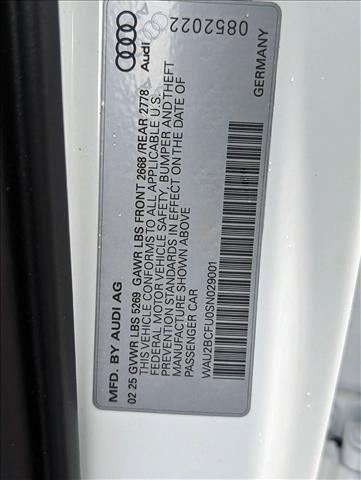 MFD. BY AUDI AG
02 25 GVWR LBS 5269 GAWR LBS FRONT 2668/REAR 2778
THIS VEHICLE CONFORMS TO ALL APPLICABLE U.S.
FEDERAL MOTOR VEHICLE SAFETY, BUMPER AND THEFT
PREVENTION STANDARDS IN EFFECT ON THE DATE OF
MANUFACTURE SHOWN ABOVE
PASSENGER CAR
WAU2BCFU0SN029001
Audi
0852022
GERMANY